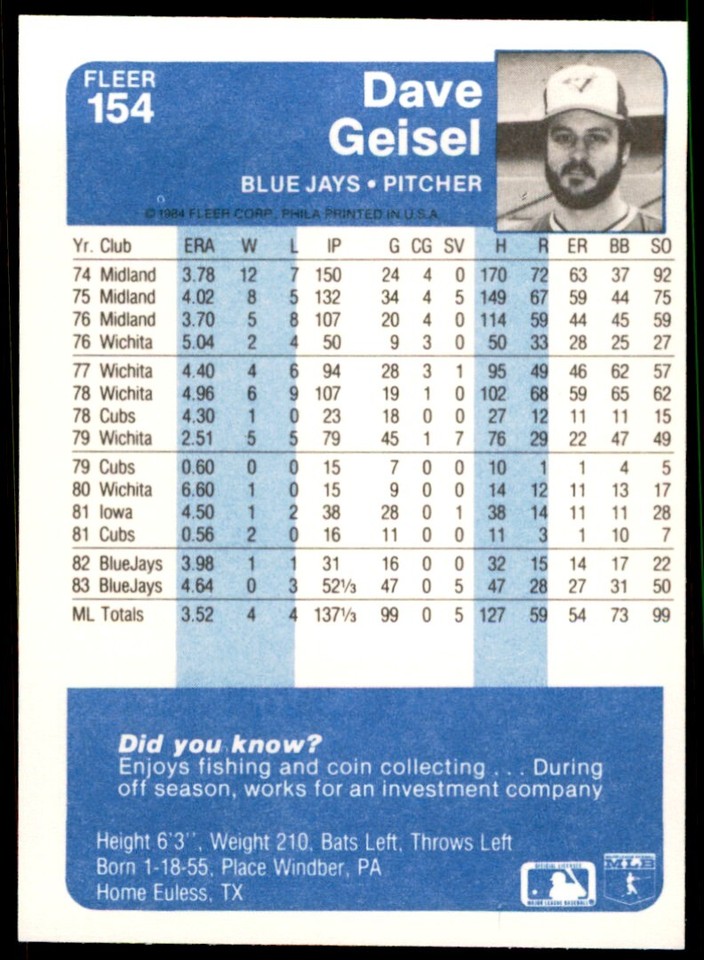 FLEER
154
Dave
Geisel
BLUE JAYS • PITCHER
© 1984 FLEER CORP. PHILA PRINTED IN U.S.A.
Yr. Club ERA W L IP G CG SV H R ER BB SO
74 Midland 3.78 12 7 150 24 4 0 170 72 63 37 92
75 Midland 4.02 8 5 132 34 4 5 149 67 59 44 75
76 Midland 3.70 5 8 107 20 4 0 114 59 44 45 59
76 Wichita 5.04 2 4 50 9 3 0 50 33 28 25 27
77 Wichita 4.40 4 6 94 28 3 1 95 49 46 62 57
78 Wichita 4.96 6 9 107 19 1 0 102 68 59 65 62
78 Cubs 4.30 1 0 23 18 0 0 27 12 11 11 15
79 Wichita 2.51 5 5 79 45 1 7 76 29 22 47 49
79 Cubs 0.60 0 0 15 7 0 0 10 1 1 4 5
80 Wichita 6.60 1 0 15 9 0 0 14 12 11 13 17
81 Iowa 4.50 1 2 38 28 0 1 38 14 11 11 28
81 Cubs 0.56 2 0 16 11 0 0 11 3 1 10 7
82 BlueJays 3.98 1 1 31 16 0 0 32 15 14 17 22
83 BlueJays 4.64 0 3 52⅓ 47 0 5 47 28 27 31 50
ML Totals 3.52 4 4 137⅓ 99 0 5 127 59 54 73 99
Did you know?
Enjoys fishing and coin collecting . . . During
off season, works for an investment company
Height 6'3'', Weight 210, Bats Left, Throws Left
Born 1-18-55, Place Windber, PA
Home Euless, TX
MAJOR LEAGUE BASEBALL
MLB